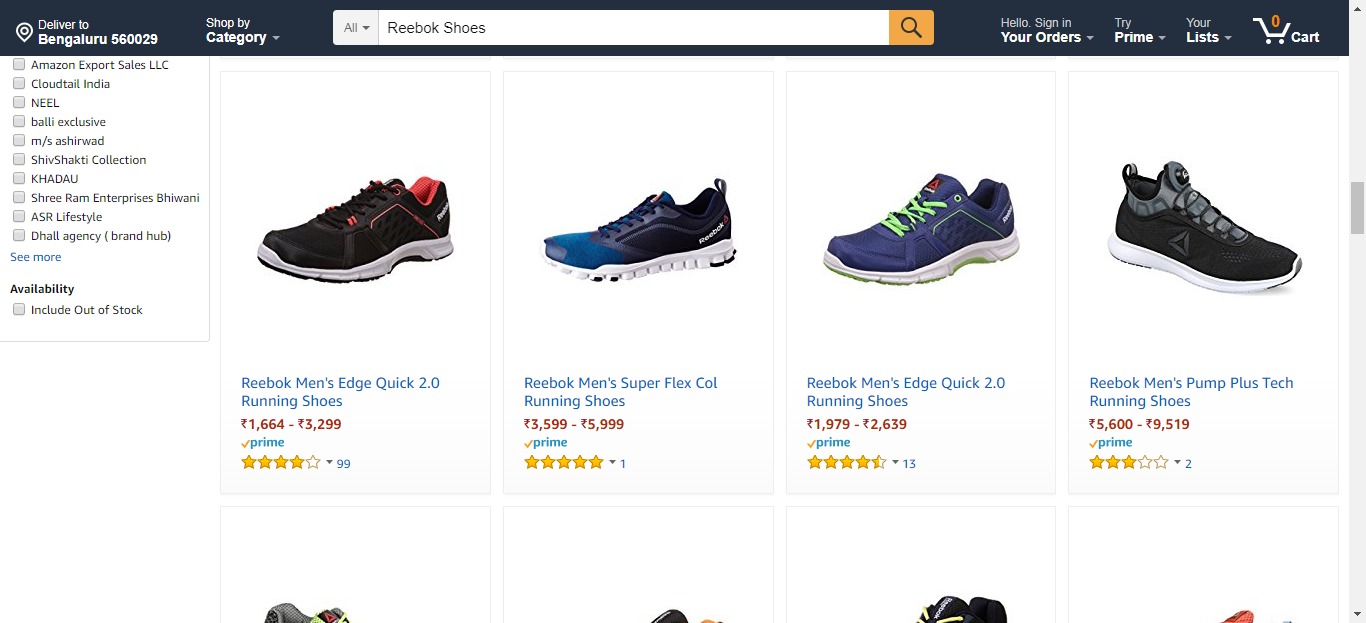 Deliver to
Bengaluru 560029
Shop by
Category
All
Reebok Shoes
Hello. Sign in
Your Orders
Try
Prime
Your
Lists
0
Cart
Amazon Export Sales LLC
Cloudtail India
NEEL
balli exclusive
m/s ashirwad
ShivShakti Collection
KHADAU
Shree Ram Enterprises Bhiwani
ASR Lifestyle
Dhall agency ( brand hub)
See more
Availability
Include Out of Stock
Reebok
Reebok Men's Edge Quick 2.0
Running Shoes
₹1,664 - ₹3,299
prime
99
Reebok
Reebok Men's Super Flex Col
Running Shoes
₹3,599 - ₹5,999
prime
1
Reebok
Reebok Men's Edge Quick 2.0
Running Shoes
₹1,979 - ₹2,639
prime
13
Reebok Men's Pump Plus Tech
Running Shoes
₹5,600 - ₹9,519
prime
2
Reebok